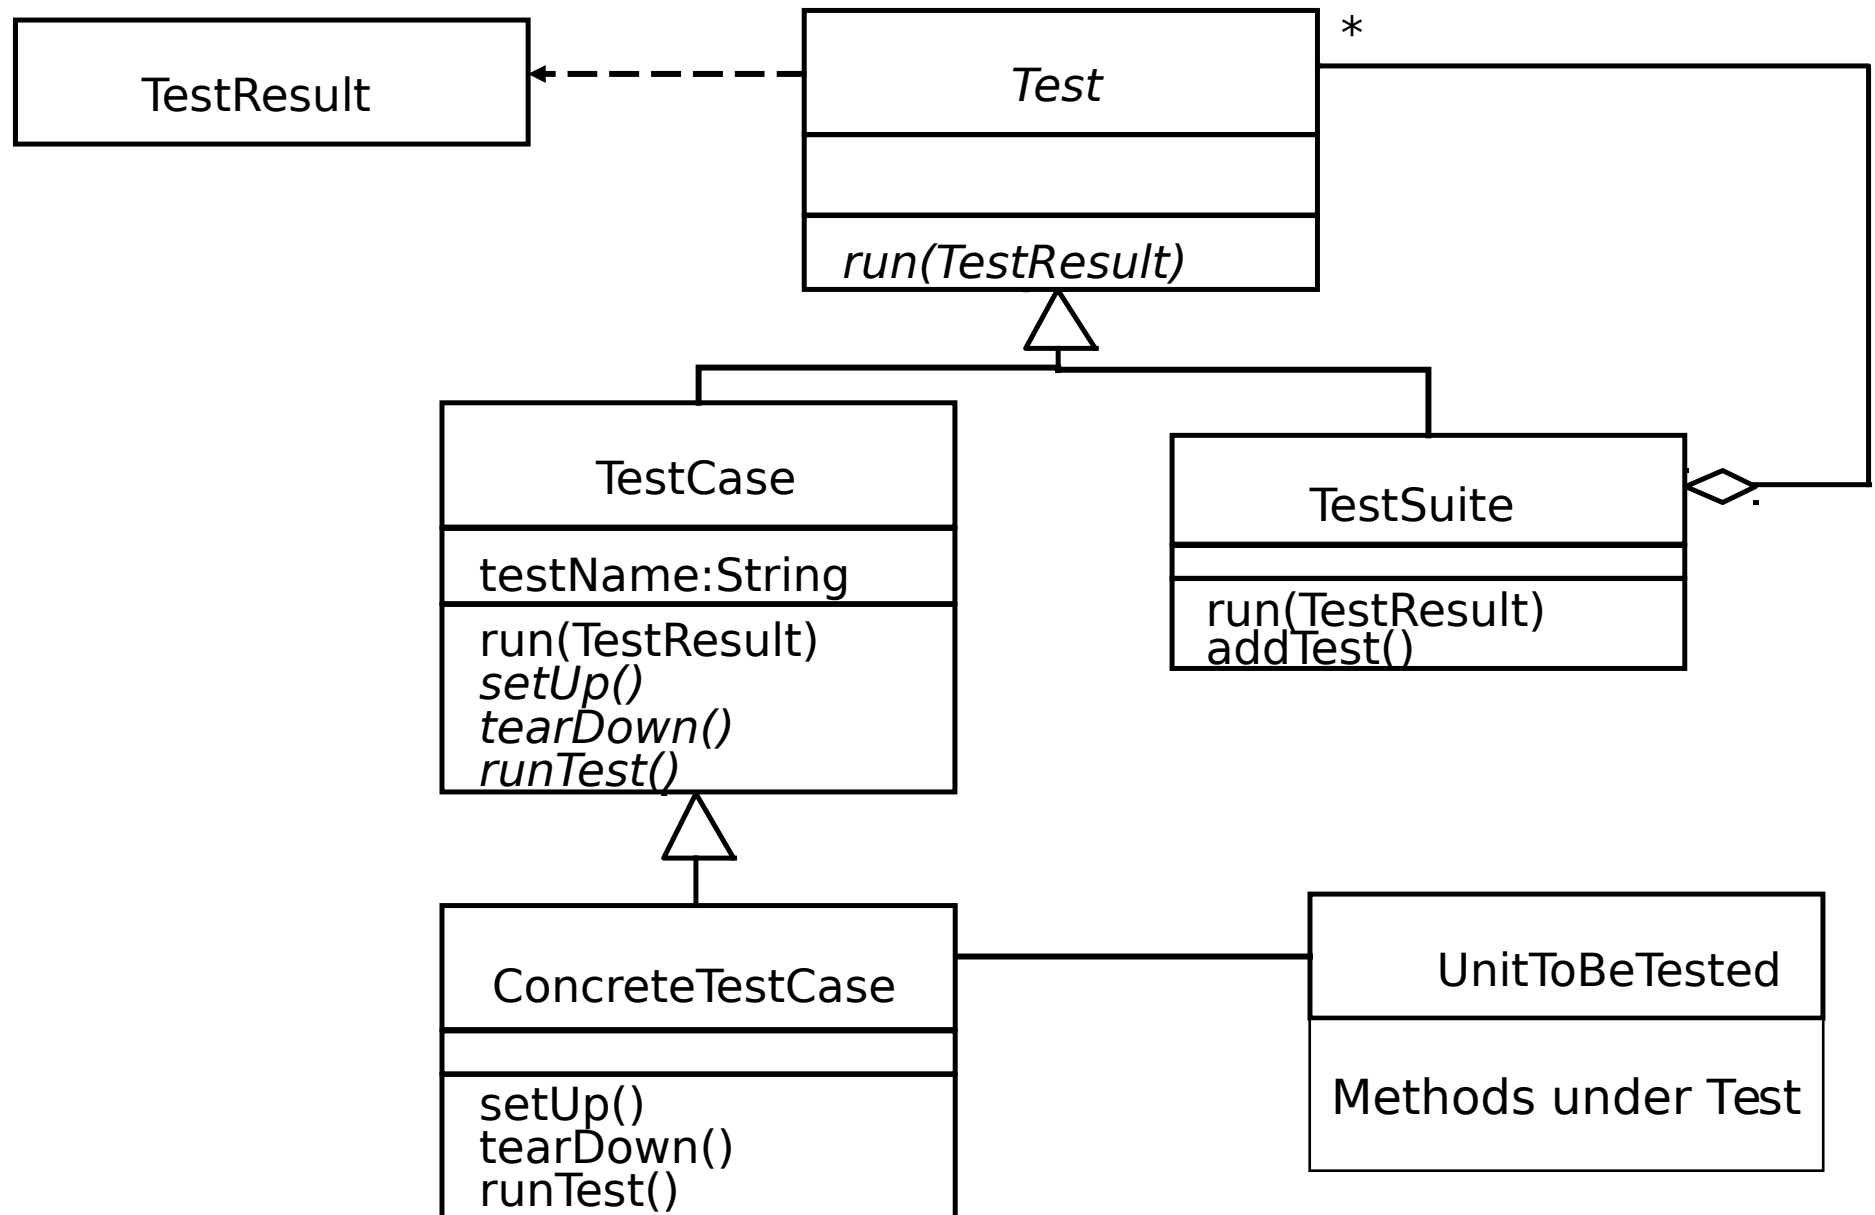 TestResult
Test
*
run(TestResult)
TestCase
testName:String
run(TestResult)
setUp()
tearDown()
runTest()
TestSuite
run(TestResult)
addTest()
ConcreteTestCase
setUp()
tearDown()
runTest()
UnitToBeTested
Methods under Test